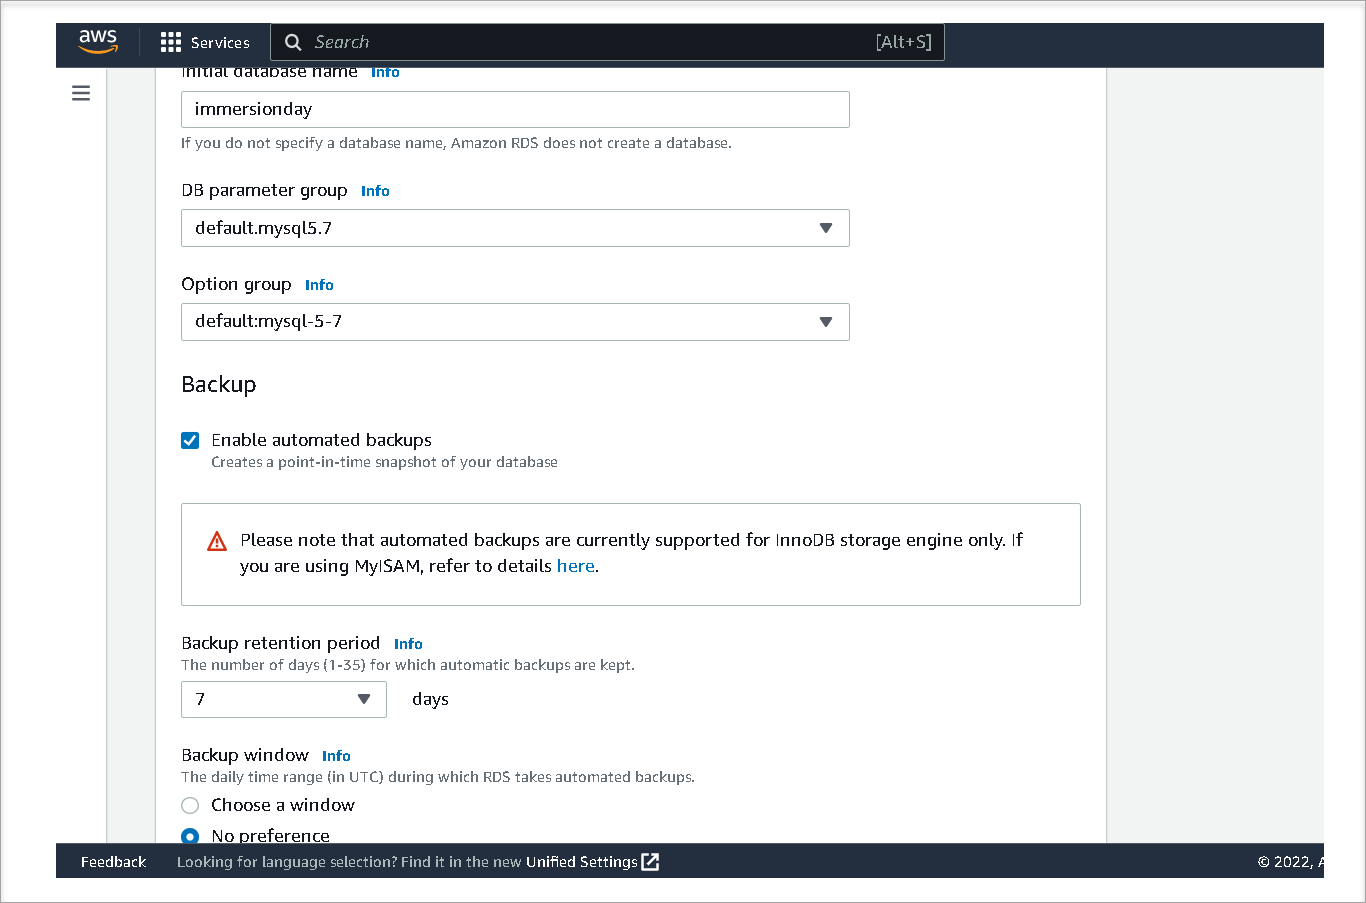 aws Services Search [Alt+S]
Initial database name Info
immersionday
If you do not specify a database name, Amazon RDS does not create a database.
DB parameter group Info
default.mysql5.7
Option group Info
default:mysql-5-7
Backup
Enable automated backups
Creates a point-in-time snapshot of your database
Please note that automated backups are currently supported for InnoDB storage engine only. If
you are using MyISAM, refer to details here.
Backup retention period Info
The number of days (1-35) for which automatic backups are kept.
7 days
Backup window Info
The daily time range (in UTC) during which RDS takes automated backups.
Choose a window
No preference
Feedback Looking for language selection? Find it in the new Unified Settings © 2022,